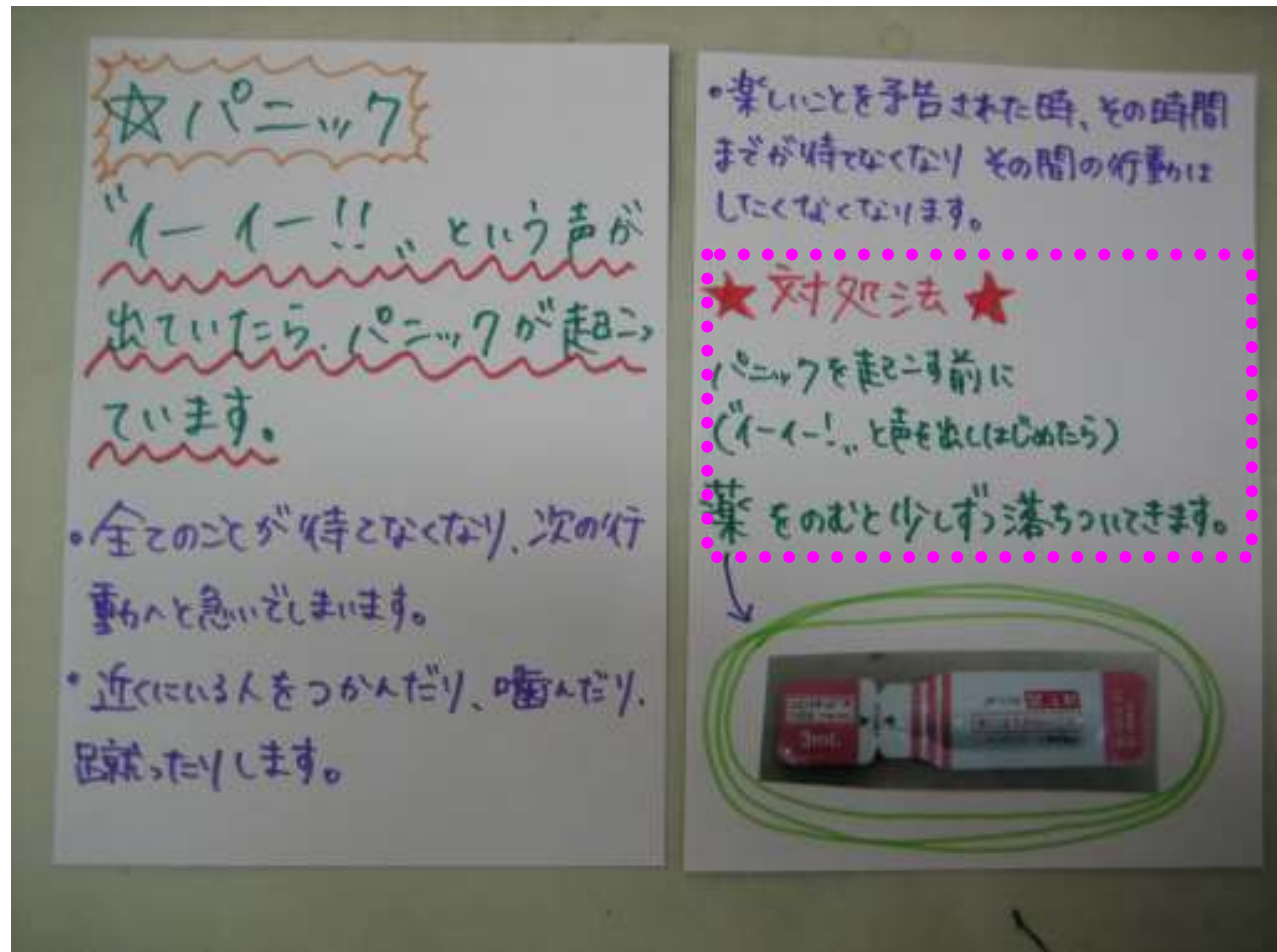 ☆パニック
"イーイー!!"という声が
出ていたら、パニックが起こっ
ています。
・全てのことが待てなくなり、次の行
動へと急いでしまいます。
・近くにいる人をつかんだり、噛んだり、
蹴ったりします。
・楽しいことを予告された時、その時間
までが待てなくなり その間の行動は
したくなくなります。
★対処法★
パニックを起こす前に
("イーイー!"と声を出しはじめたら)
薬をのむと少しずつ落ちついてきます。
3mL